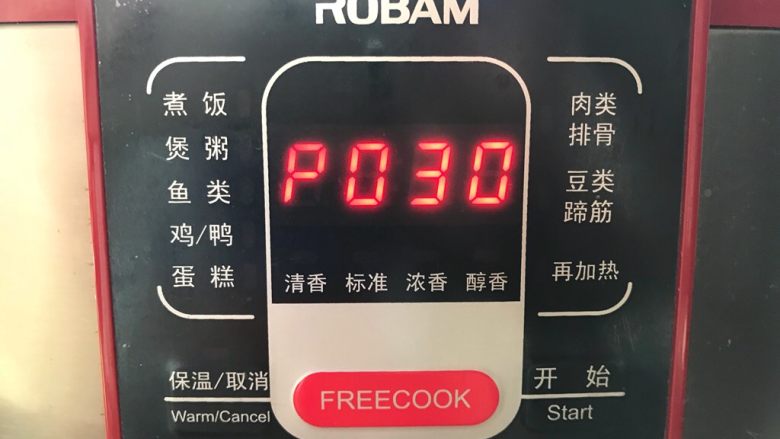 ROBAM
煮 饭
煲 粥
鱼 类
鸡/鸭
蛋 糕
P030
清香 标准 浓香 醇香
肉类
排骨
豆类
蹄筋
再加热
保温/取消
Warm/Cancel
FREECOOK
开 始
Start